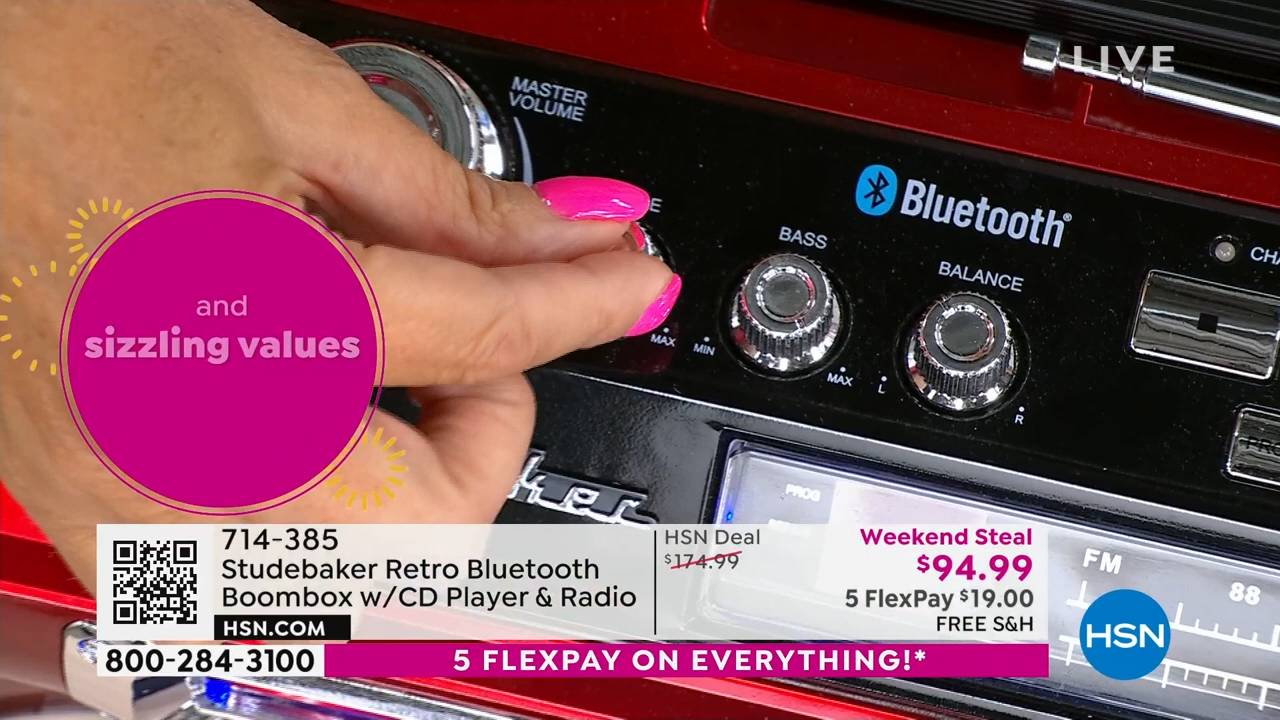 LIVE
MASTER
VOLUME
E
Bluetooth®
BASS
BALANCE
MAX
MIN
MAX
L
R
PROG
FM
88
and
sizzling values
714-385
Studebaker Retro Bluetooth
Boombox w/CD Player & Radio
HSN.COM
HSN Deal
$174.99
Weekend Steal
$94.99
5 FlexPay $19.00
FREE S&H
HSN
800-284-3100
5 FLEXPAY ON EVERYTHING!*